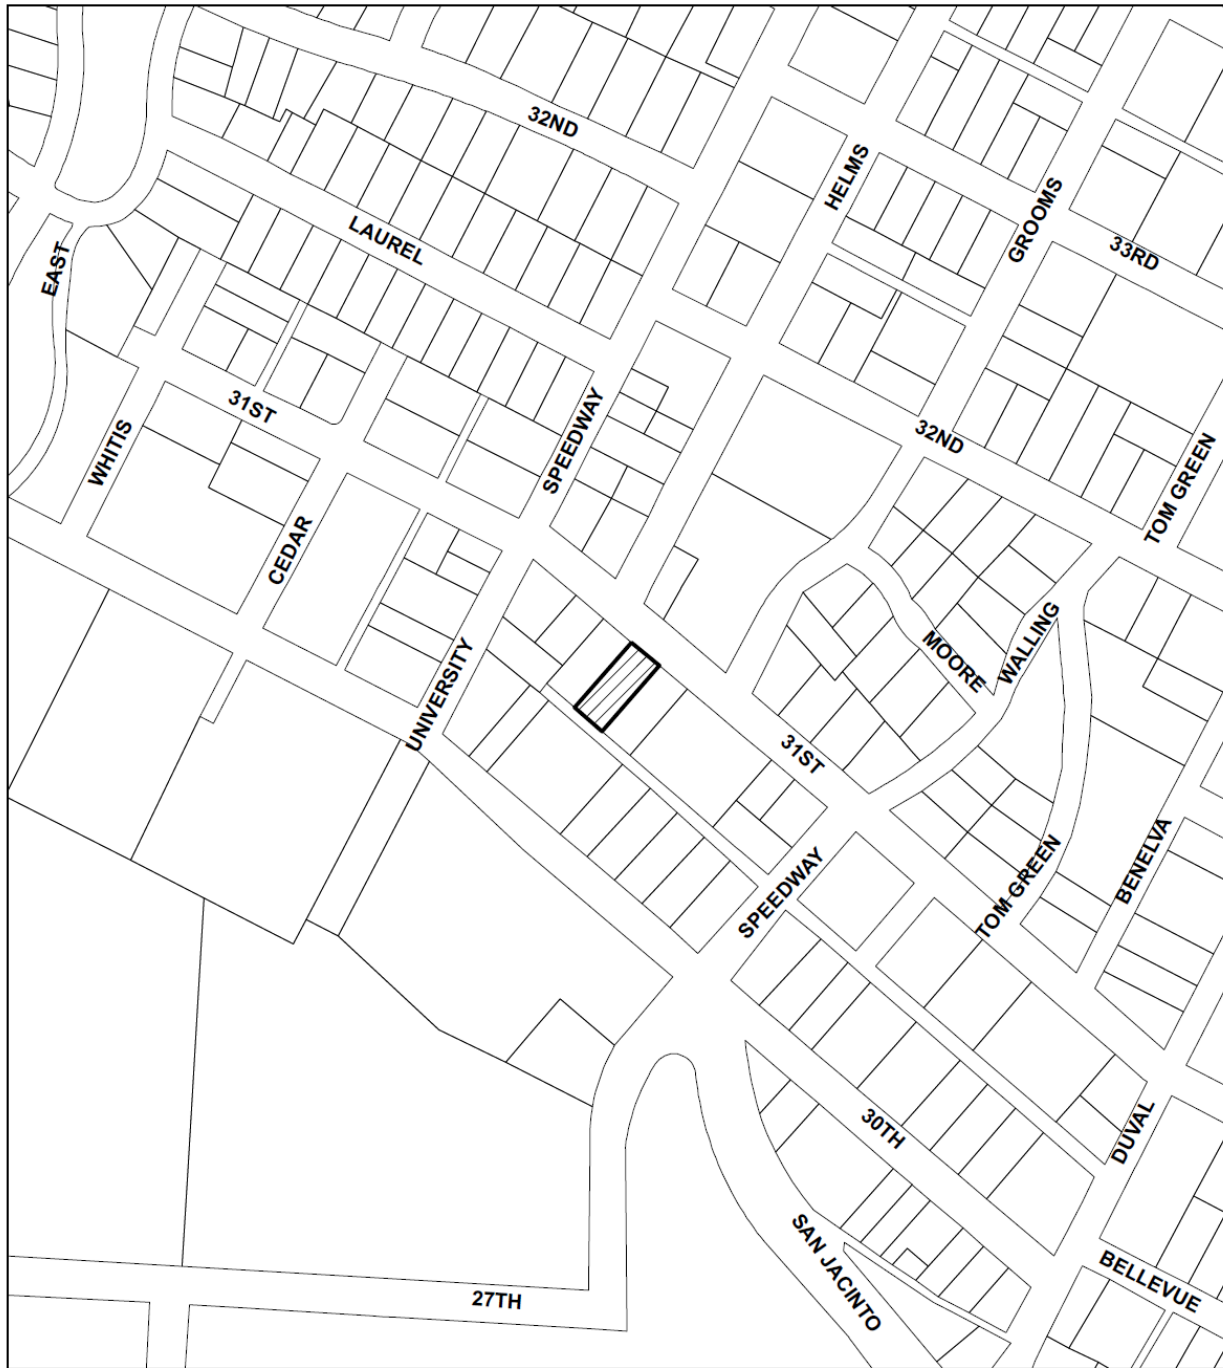 32ND
HELMS
GROOMS
33RD
LAUREL
EAST
31ST
WHITIS
SPEEDWAY
32ND
TOM GREEN
CEDAR
UNIVERSITY
MOORE
WALLING
31ST
SPEEDWAY
TOM GREEN
BENELVA
30TH
DUVAL
SAN JACINTO
27TH
BELLEVUE